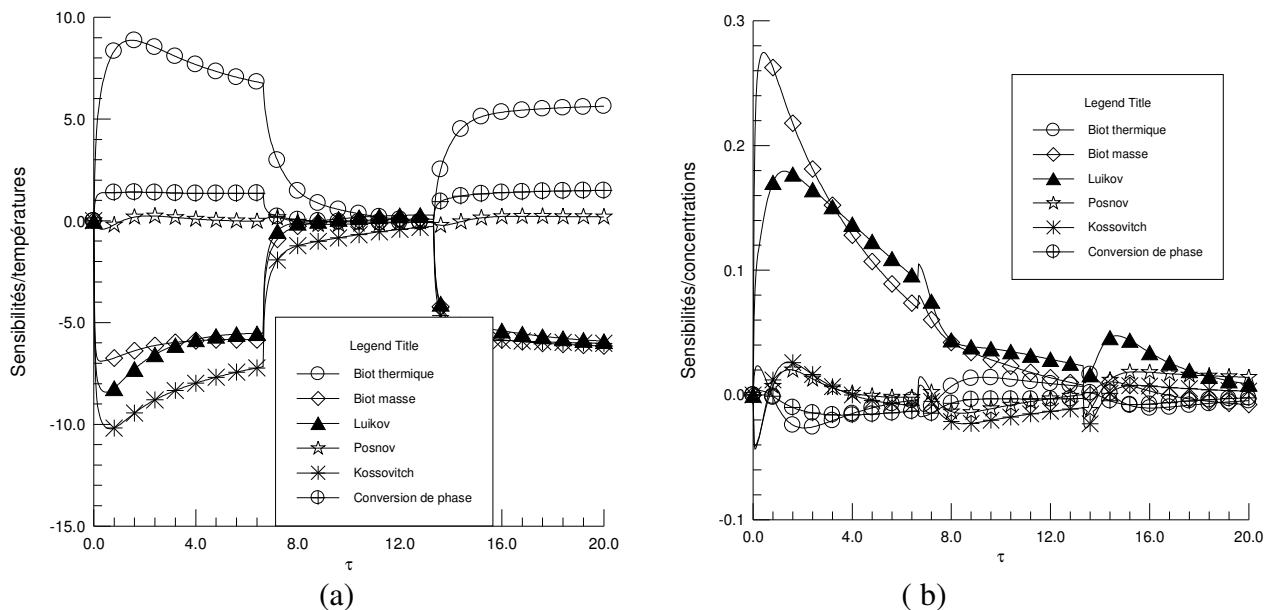 10.0
5.0
0.0
-5.0
-10.0
-15.0
Sensibilités/températures
0.0
4.0
8.0
12.0
16.0
20.0
τ
Legend Title
Biot thermique
Biot masse
Luikov
Posnov
Kossovitch
Conversion de phase
(a)
0.3
0.2
0.1
0.0
-0.1
Sensibilités/concentrations
0.0
4.0
8.0
12.0
16.0
20.0
τ
Legend Title
Biot thermique
Biot masse
Luikov
Posnov
Kossovitch
Conversion de phase
( b)